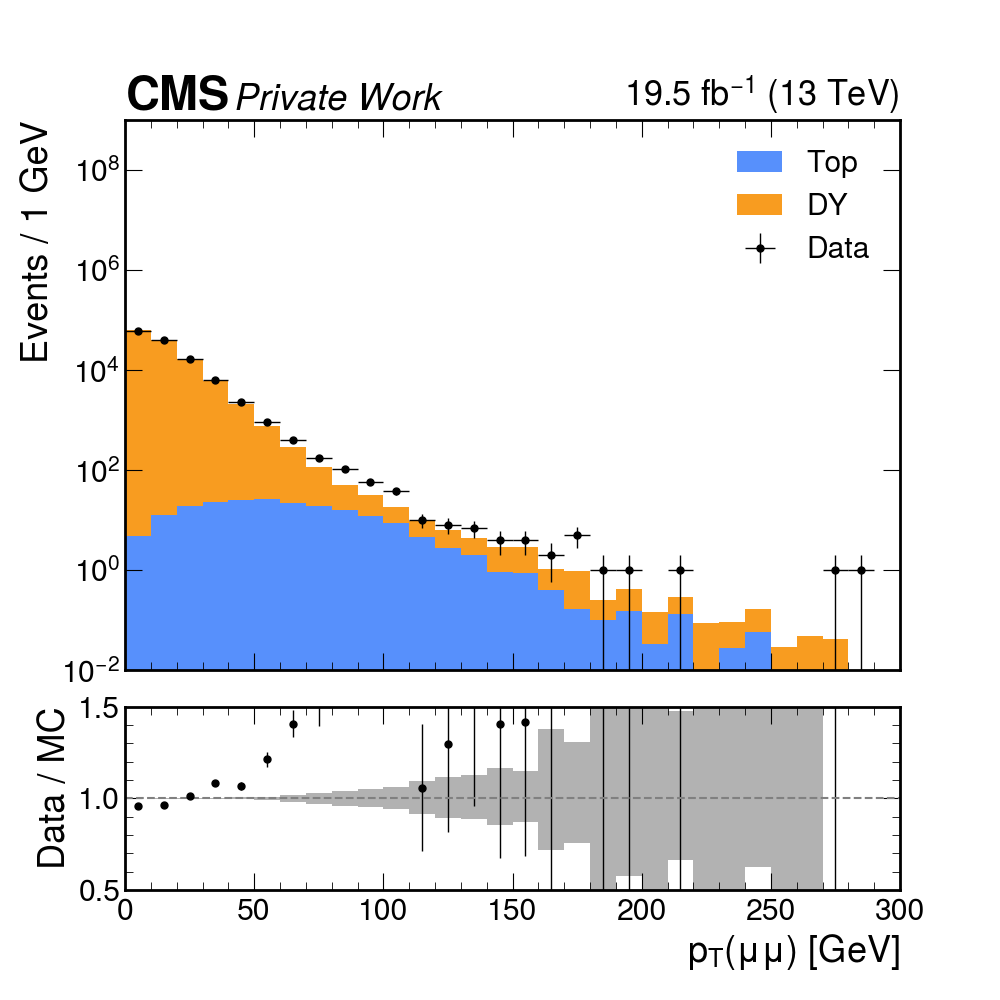 CMS Private Work
19.5 fb⁻¹ (13 TeV)
Events / 1 GeV
10⁸
10⁶
10⁴
10²
10⁰
10⁻²
Top
DY
Data
Data / MC
1.5
1.0
0.5
0 50 100 150 200 250 300
p_T(μμ) [GeV]